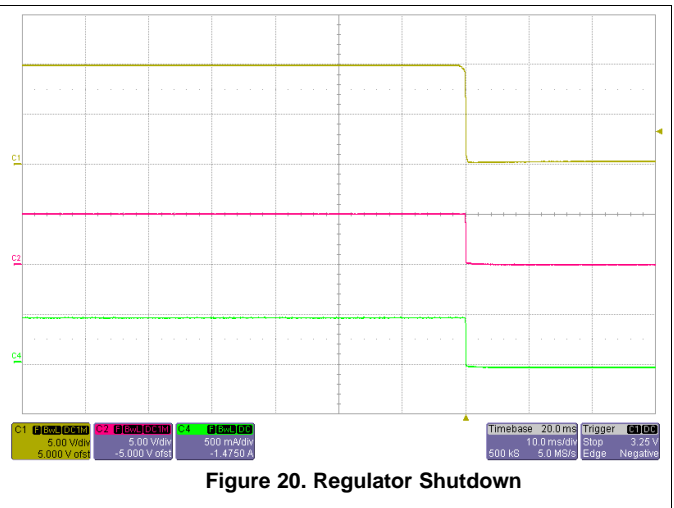 C1
C2
C4
C1 F BwL DC1M
5.00 V/div
5.000 V ofst
C2 F BwL DC1M
5.00 V/div
-5.000 V ofst
C4 F BwL DC
500 mA/div
-1.4750 A
Timebase 20.0 ms
10.0 ms/div
500 kS 5.0 MS/s
Trigger C1 DC
Stop 3.25 V
Edge Negative
Figure 20. Regulator Shutdown